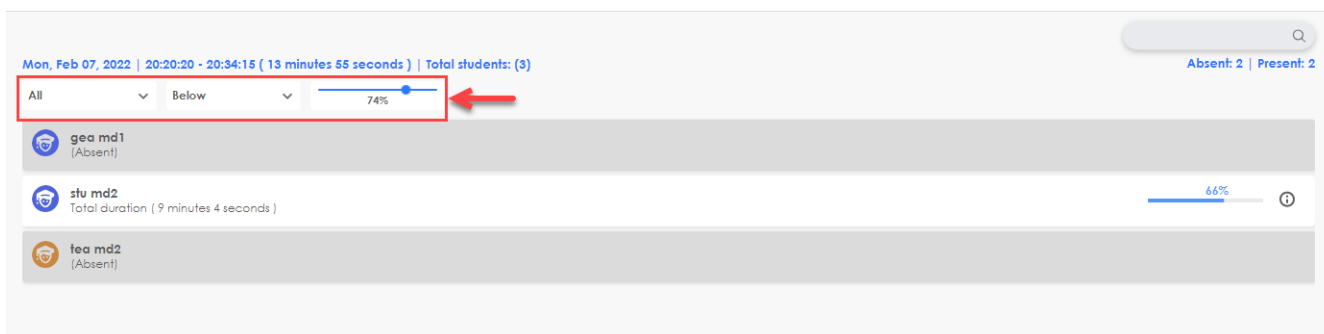 Mon, Feb 07, 2022 | 20:20:20 - 20:34:15 ( 13 minutes 55 seconds ) | Total students: (3)
Absent: 2 | Present: 2
All
Below
74%
gea md1
(Absent)
stu md2
Total duration ( 9 minutes 4 seconds )
66%
tea md2
(Absent)